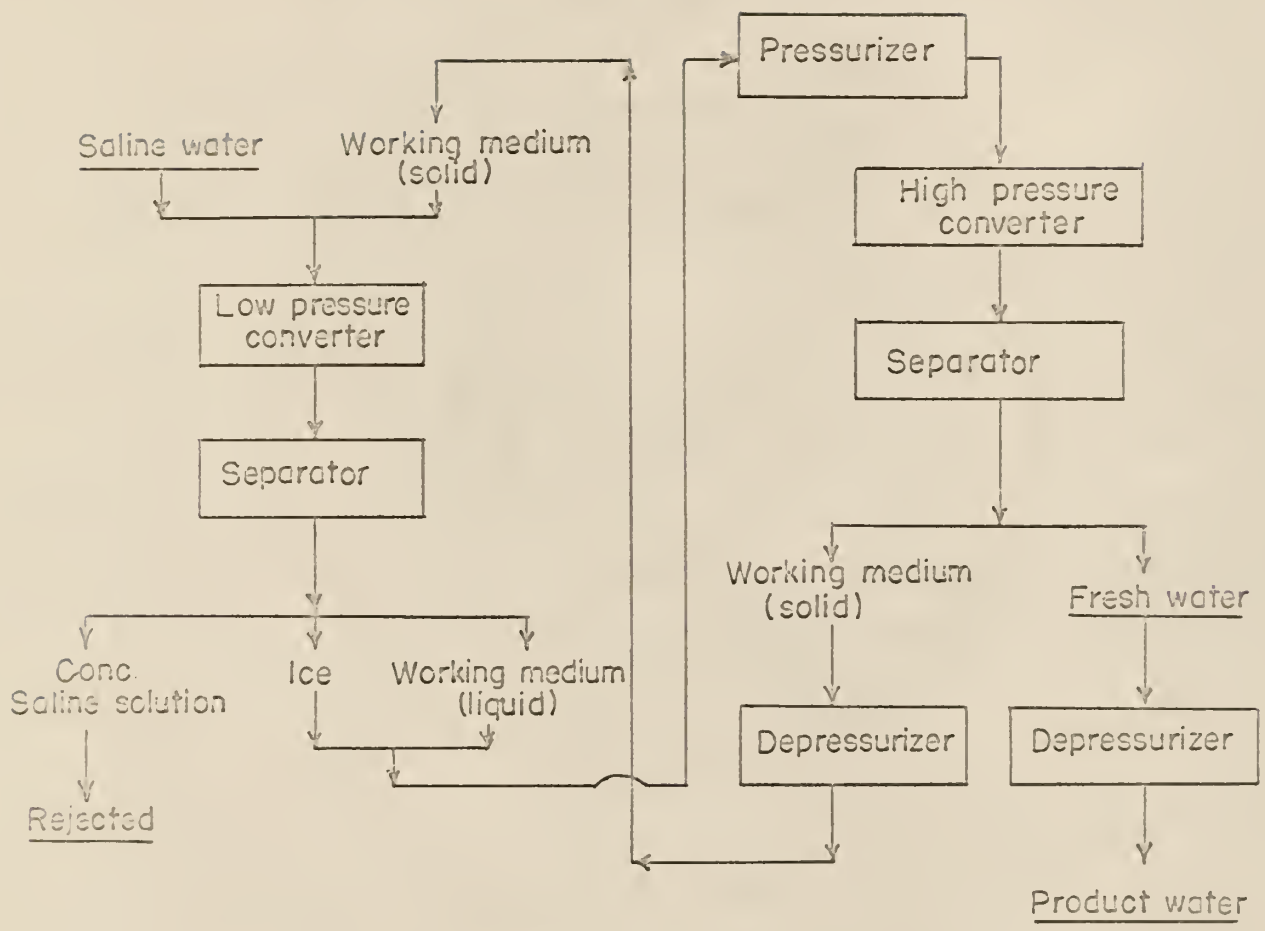 Pressurizer
Saline water
Working medium
(solid)
Low pressure
converter
Separator
Conc.
Saline solution
Ice
Working medium
(liquid)
Rejected
High pressure
converter
Separator
Working medium
(solid)
Fresh water
Depressurizer
Depressurizer
Product water